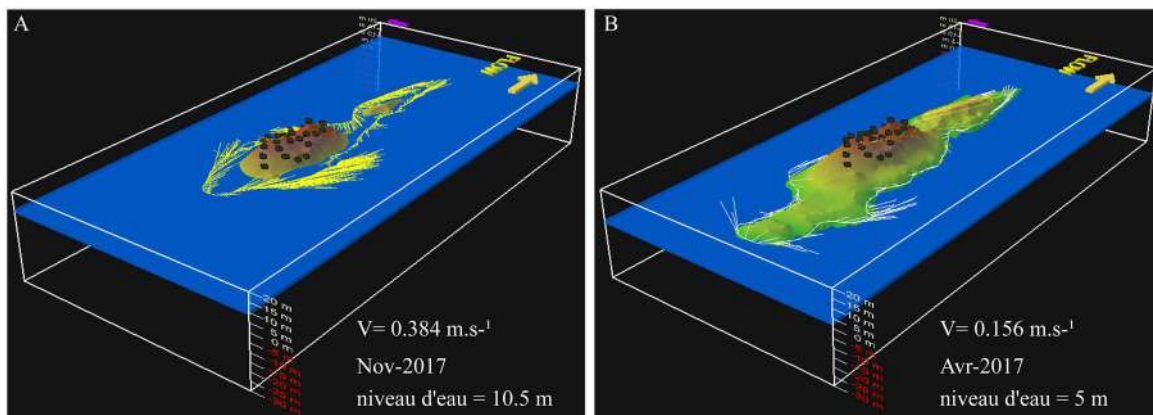 A
FLOW
20 m
15 m
10 m
5 m
0 m
V= 0.384 m.s-¹
Nov-2017
niveau d'eau = 10.5 m
B
FLOW
20 m
15 m
10 m
5 m
0 m
V= 0.156 m.s-¹
Avr-2017
niveau d'eau = 5 m